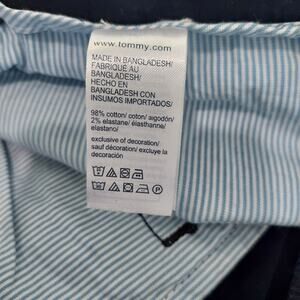 www.tommy.com
MADE IN BANGLADESH/
FABRIQUÉ AU
BANGLADESH/
HECHO EN
BANGLADESH CON
INSUMOS IMPORTADOS/
98% cotton/ coton/ algodón/
2% elastane/ élasthanne/
elastano/
exclusive of decoration/
sauf décoration/ excluye la
decoración